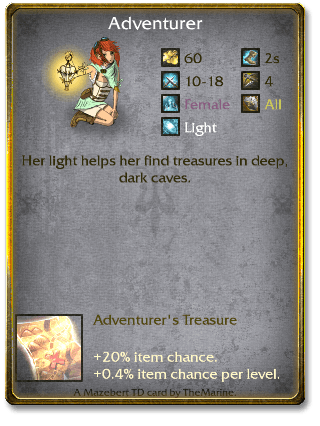 Adventurer
60
2s
10-18
4
Female
All
Light
Her light helps her find treasures in deep,
dark caves.
Adventurer's Treasure
+20% item chance.
+0.4% item chance per level.
A Mazebert TD card by TheMarine.